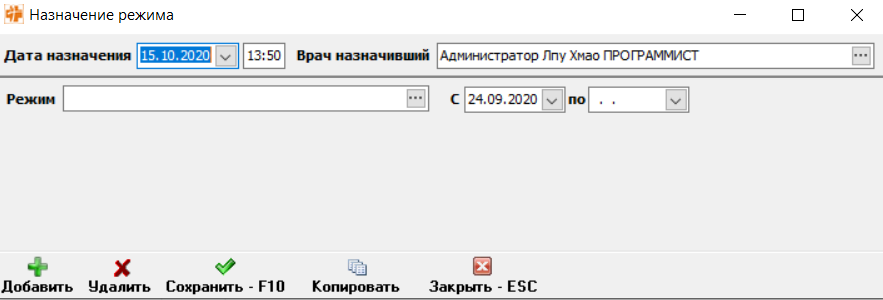 Назначение режима
Дата назначения 15.10.2020 13:50 Врач назначивший Администратор Лпу Хмао ПРОГРАММИСТ ...
Режим ... С 24.09.2020 по . .
Добавить Удалить Сохранить - F10 Копировать Закрыть - ESC